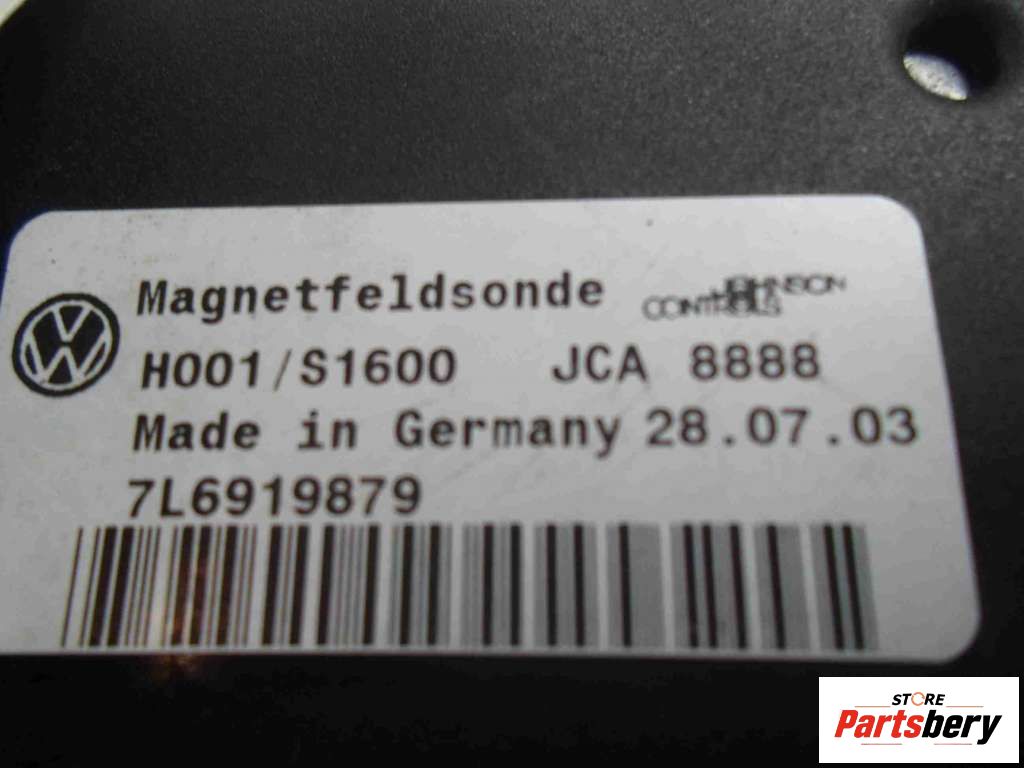 Magnetfeldsonde JOHNSON CONTROLS
H001/S1600 JCA 8888
Made in Germany 28.07.03
7L6919879
STORE
Partsbery